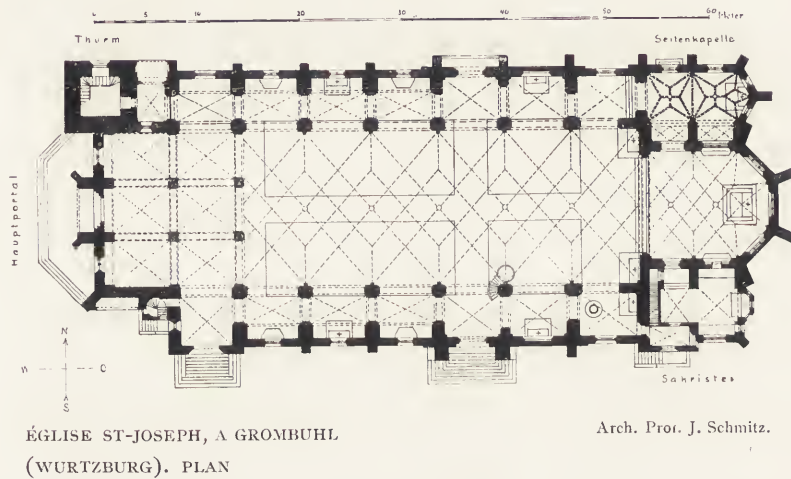 0 5 10 20 30 40 50 60 Meter
Thurm
Seitenkapelle
Hauptportal
N
W O
S
Sakristei
ÉGLISE ST-JOSEPH, A GROMBUHL
(WURTZBURG). PLAN
Arch. Prof. J. Schmitz.